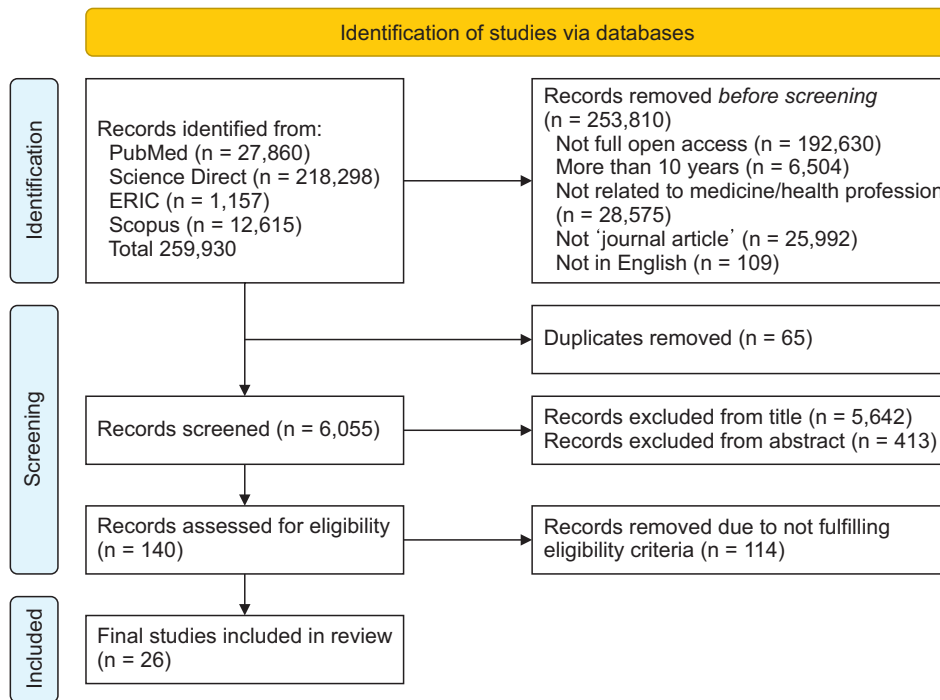 Identification of studies via databases
Identification
Records identified from:
PubMed (n = 27,860)
Science Direct (n = 218,298)
ERIC (n = 1,157)
Scopus (n = 12,615)
Total 259,930
Records removed before screening
(n = 253,810)
Not full open access (n = 192,630)
More than 10 years (n = 6,504)
Not related to medicine/health profession
(n = 28,575)
Not ‘journal article’ (n = 25,992)
Not in English (n = 109)
Screening
Duplicates removed (n = 65)
Records screened (n = 6,055)
Records excluded from title (n = 5,642)
Records excluded from abstract (n = 413)
Records assessed for eligibility
(n = 140)
Records removed due to not fulfilling
eligibility criteria (n = 114)
Included
Final studies included in review
(n = 26)